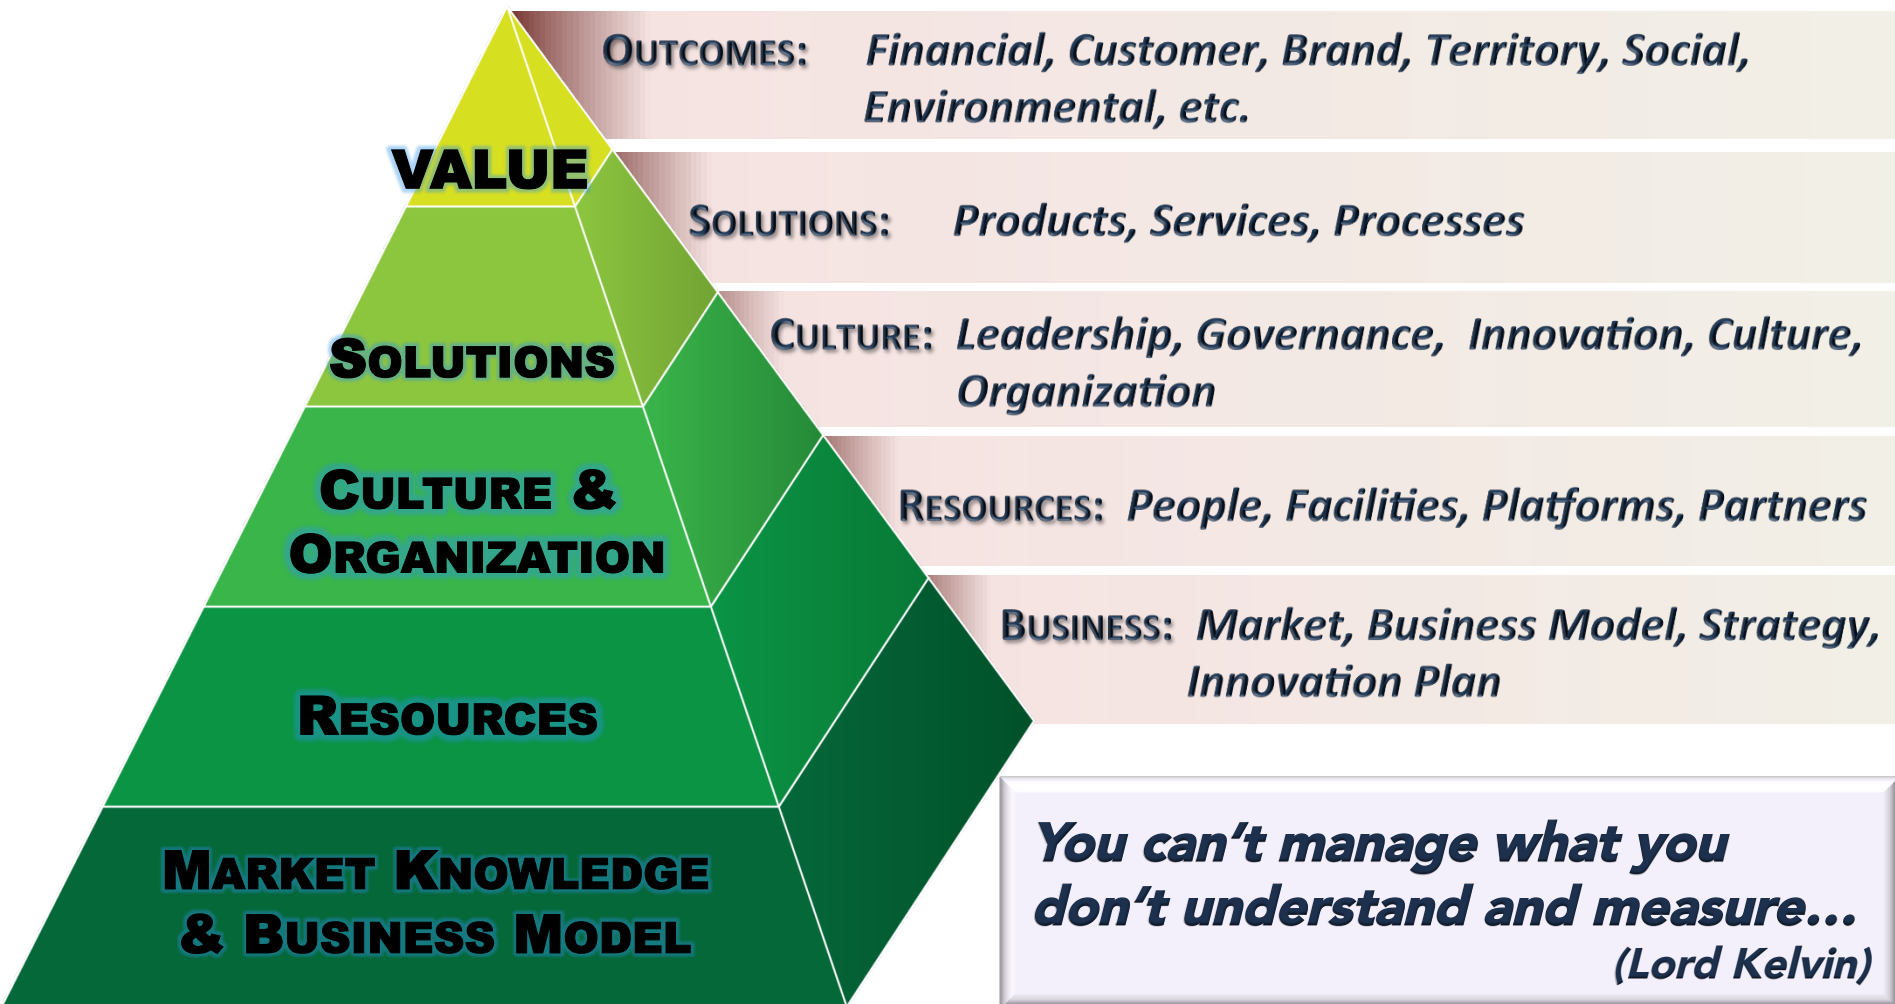 OUTCOMES: Financial, Customer, Brand, Territory, Social,
Environmental, etc.
VALUE
SOLUTIONS: Products, Services, Processes
SOLUTIONS
CULTURE: Leadership, Governance, Innovation, Culture,
Organization
CULTURE &
ORGANIZATION
RESOURCES: People, Facilities, Platforms, Partners
RESOURCES
BUSINESS: Market, Business Model, Strategy,
Innovation Plan
MARKET KNOWLEDGE
& BUSINESS MODEL
You can't manage what you
don't understand and measure...
(Lord Kelvin)